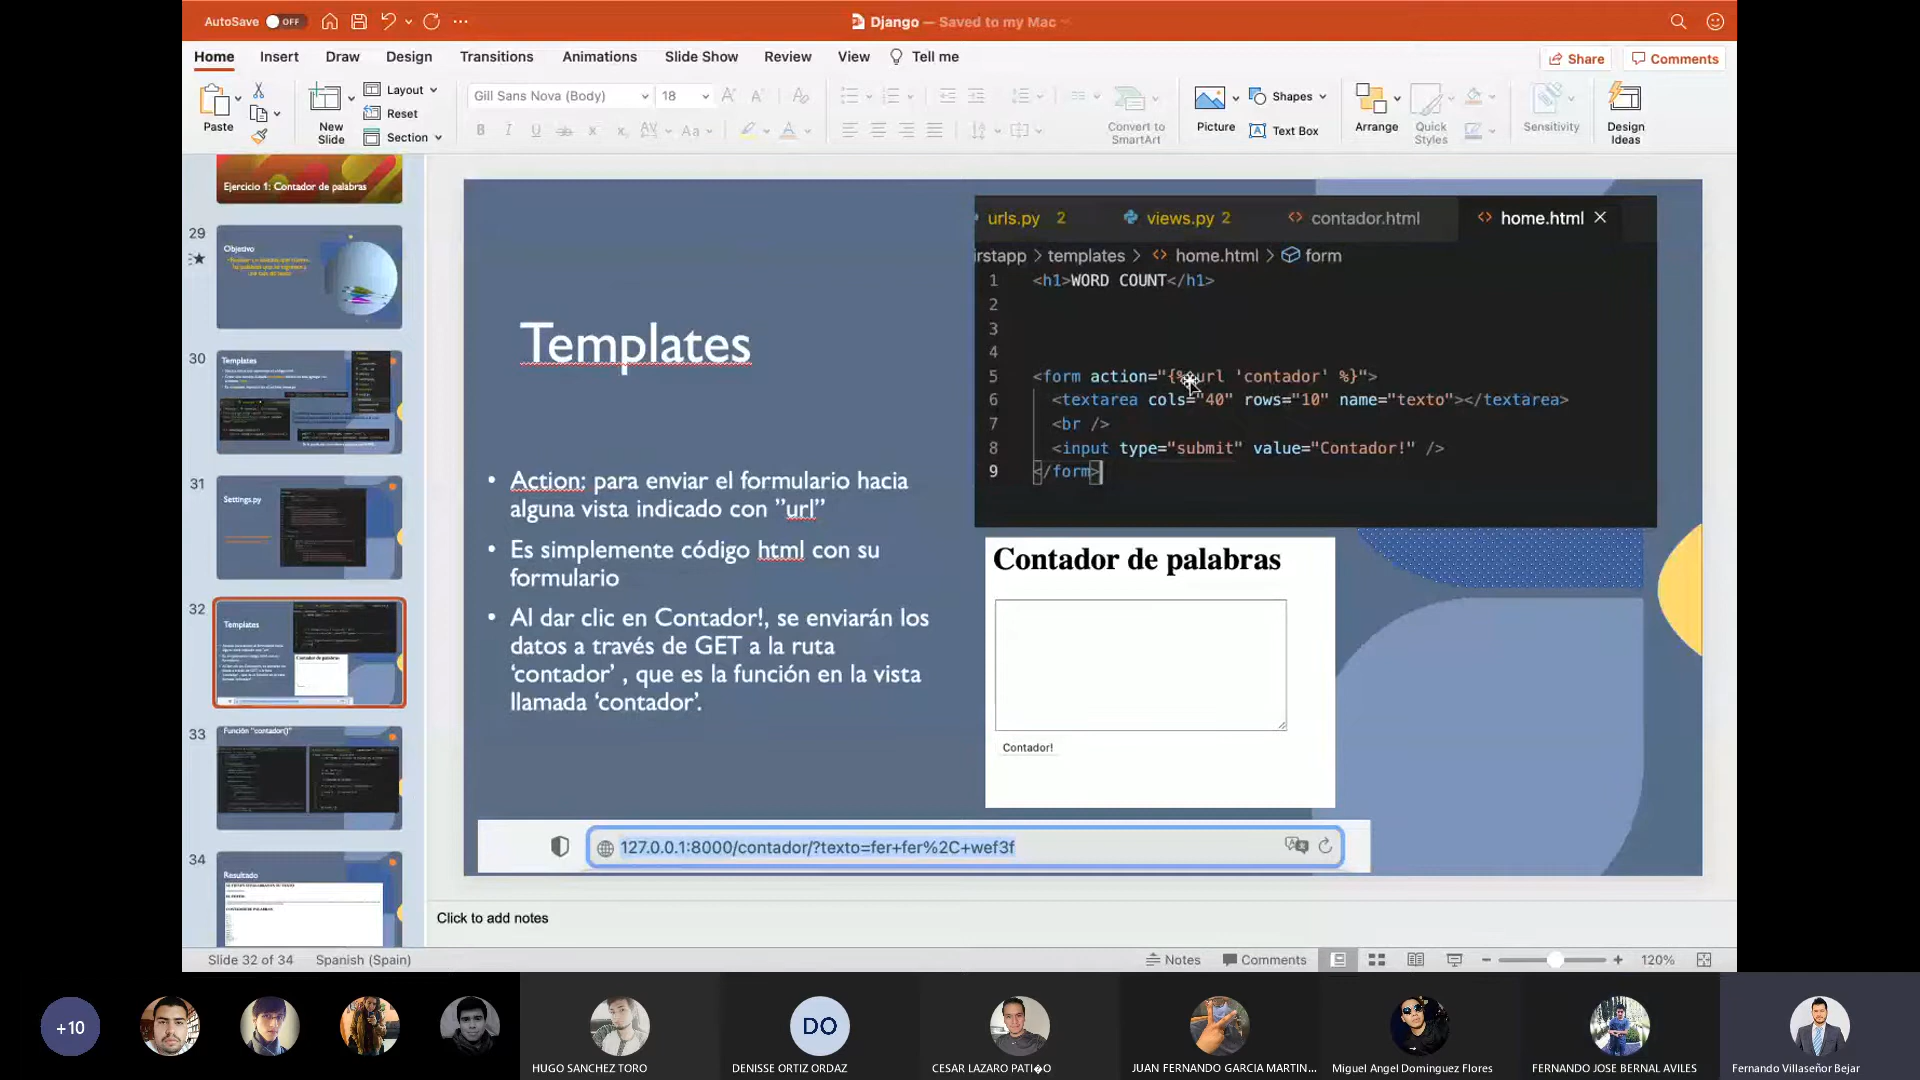 AutoSave OFF
Django — Saved to my Mac
Home Insert Draw Design Transitions Animations Slide Show Review View Tell me
Share Comments
Paste
New Slide
Layout
Reset
Section
Gill Sans Nova (Body) 18
Convert to SmartArt
Picture
Shapes
Text Box
Arrange
Quick Styles
Sensitivity
Design Ideas
Ejercicio 1: Contador de palabras
29
Objetivo
30
Templates
31
Settings.py
32
Templates
Contador de palabras
33
Función "contador()"
34
Resultado
Templates
• Action: para enviar el formulario hacia
alguna vista indicado con ”url”
• Es simplemente código html con su
formulario
• Al dar clic en Contador!, se enviarán los
datos a través de GET a la ruta
‘contador’ , que es la función en la vista
llamada ‘contador’.
urls.py 2 views.py 2 <> contador.html <> home.html ×
irstapp > templates > <> home.html > form
1 <h1>WORD COUNT</h1>
2
3
4
5 <form action="{% url 'contador' %}">
6 <textarea cols="40" rows="10" name="texto"></textarea>
7 <br />
8 <input type="submit" value="Contador!" />
9 </form>
Contador de palabras
Contador!
127.0.0.1:8000/contador/?texto=fer+fer%2C+wef3f
Click to add notes
Slide 32 of 34 Spanish (Spain)
Notes Comments 120%
+10
HUGO SANCHEZ TORO
DO
DENISSE ORTIZ ORDAZ
CESAR LAZARO PATI�O
JUAN FERNANDO GARCIA MARTIN...
Miguel Angel Dominguez Flores
FERNANDO JOSE BERNAL AVILES
Fernando Villaseñor Bejar